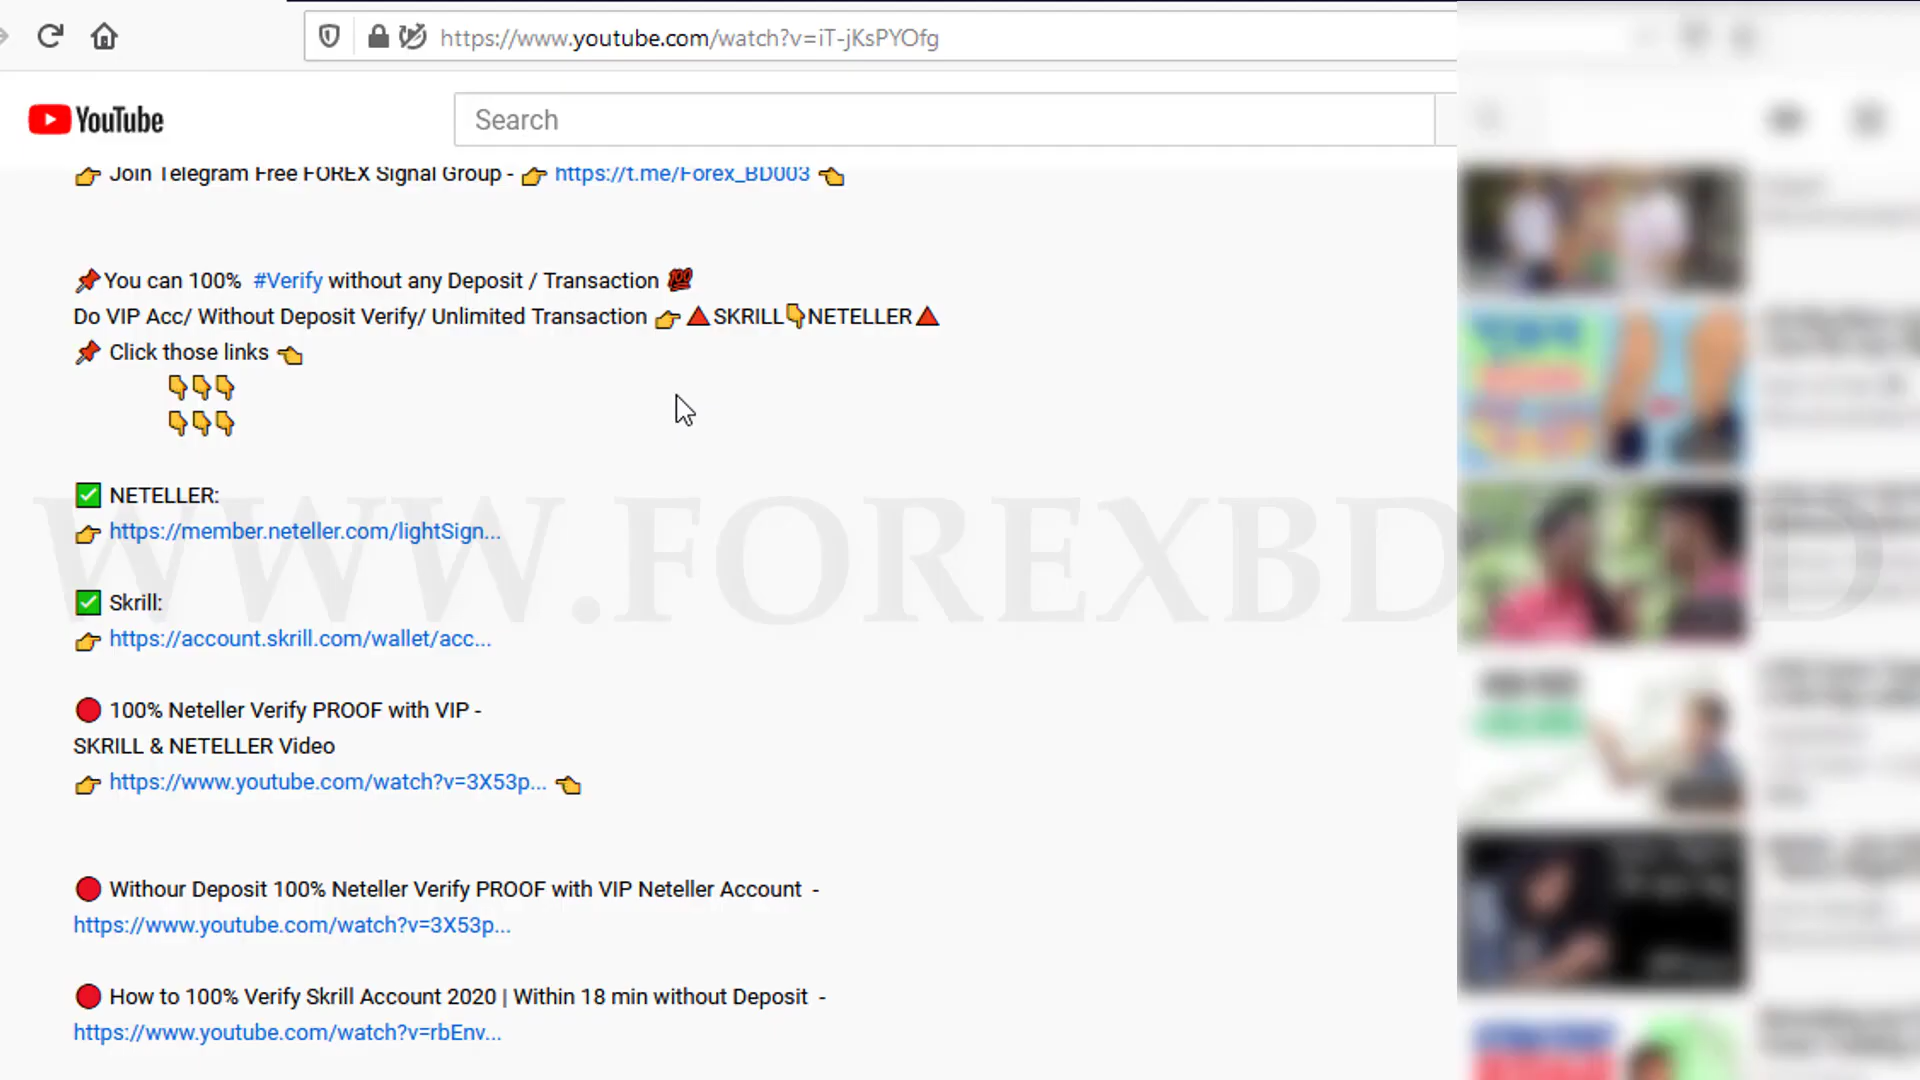 https://www.youtube.com/watch?v=iT-jKsPYOfg
YouTube
Search
👉 Join Telegram Free FOREX Signal Group - 👉 https://t.me/Forex_BD003 👈
📌You can 100% #Verify without any Deposit / Transaction 💯
Do VIP Acc/ Without Deposit Verify/ Unlimited Transaction 👉🔺SKRILL👇NETELLER🔺
📌 Click those links 👈
👇👇👇
👇👇👇
✅ NETELLER:
👉 https://member.neteller.com/lightSign...
WWW.FOREXBD
✅ Skrill:
👉 https://account.skrill.com/wallet/acc...
🔴 100% Neteller Verify PROOF with VIP -
SKRILL & NETELLER Video
👉 https://www.youtube.com/watch?v=3X53p... 👈
🔴 Withour Deposit 100% Neteller Verify PROOF with VIP Neteller Account -
https://www.youtube.com/watch?v=3X53p...
🔴 How to 100% Verify Skrill Account 2020 | Within 18 min without Deposit -
https://www.youtube.com/watch?v=rbEnv...